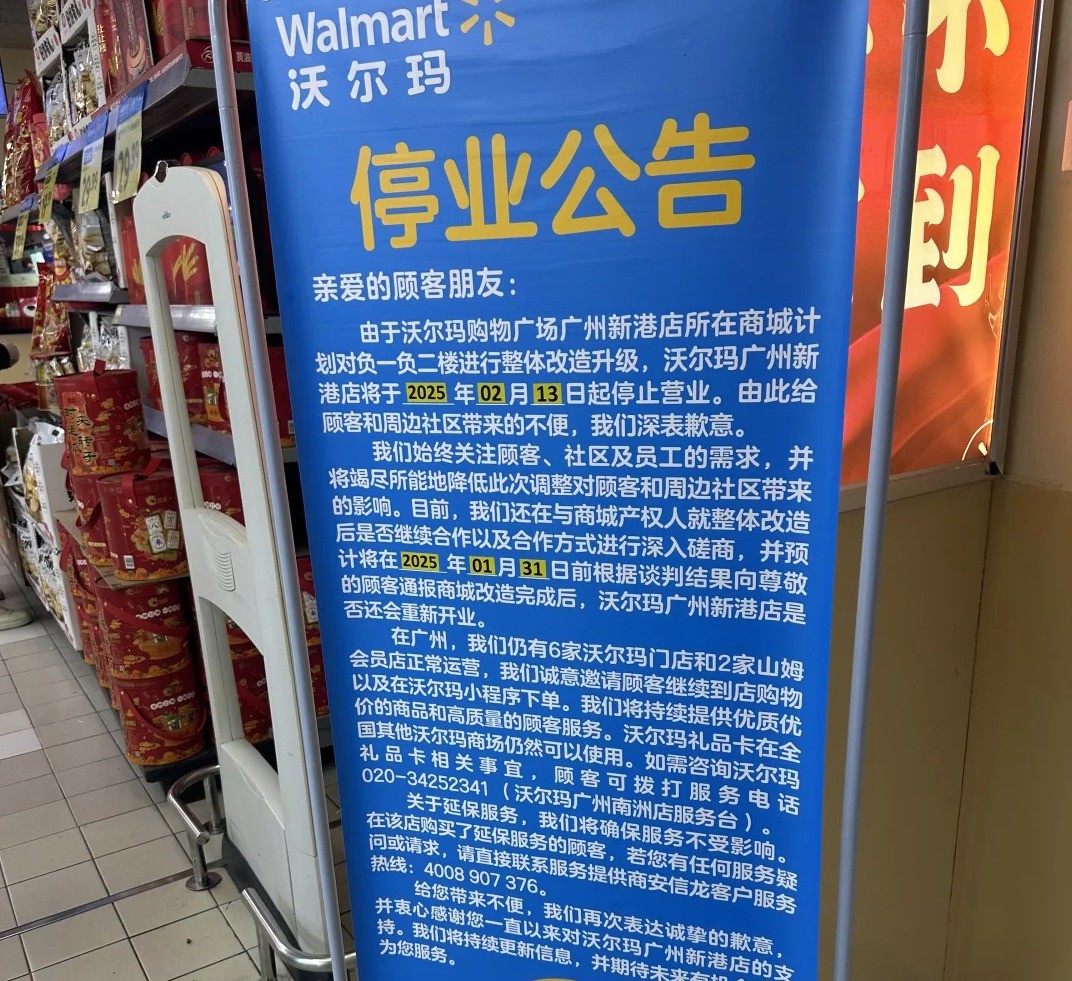 Walmart
沃尔玛
停业公告
亲爱的顾客朋友：
由于沃尔玛购物广场广州新港店所在商城计
划对负一负二楼进行整体改造升级，沃尔玛广州新
港店将于 2025 年 02 月 13 日起停止营业。由此给
顾客和周边社区带来的不便，我们深表歉意。
我们始终关注顾客、社区及员工的需求，并
将竭尽所能地降低此次调整对顾客和周边社区带来
的影响。目前，我们还在与商城产权人就整体改造
后是否继续合作以及合作方式进行深入磋商，并预
计将在 2025 年 01 月 31 日前根据谈判结果向尊敬
的顾客通报商城改造完成后，沃尔玛广州新港店是
否还会重新开业。
在广州，我们仍有6家沃尔玛门店和2家山姆
会员店正常运营，我们诚意邀请顾客继续到店购物
以及在沃尔玛小程序下单。我们将持续提供优质优
价的商品和高质量的顾客服务。沃尔玛礼品卡在全
国其他沃尔玛商场仍然可以使用。如需咨询沃尔玛
礼品卡相关事宜，顾客可拨打服务电话
020-34252341（沃尔玛广州南洲店服务台）。
关于延保服务，我们将确保服务不受影响。
在该店购买了延保服务的顾客，若您有任何服务疑
问或请求，请直接联系服务提供商安信龙客户服务
热线：4008 907 376。
给您带来不便，我们再次表达诚挚的歉意，
并衷心感谢您一直以来对沃尔玛广州新港店的支
持。我们将持续更新信息，并期待未来有机
为您服务。
到